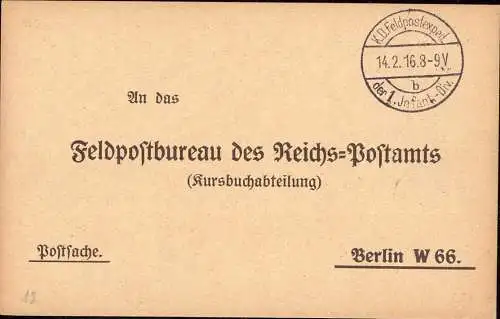 K.D.Feldpostexped.
14.2.16.8-9V.
b
der 1. Infant.-Div.
An das
Feldpostbureau des Reichs=Postamts
(Kursbuchabteilung)
Postsache.
Berlin W 66.
12